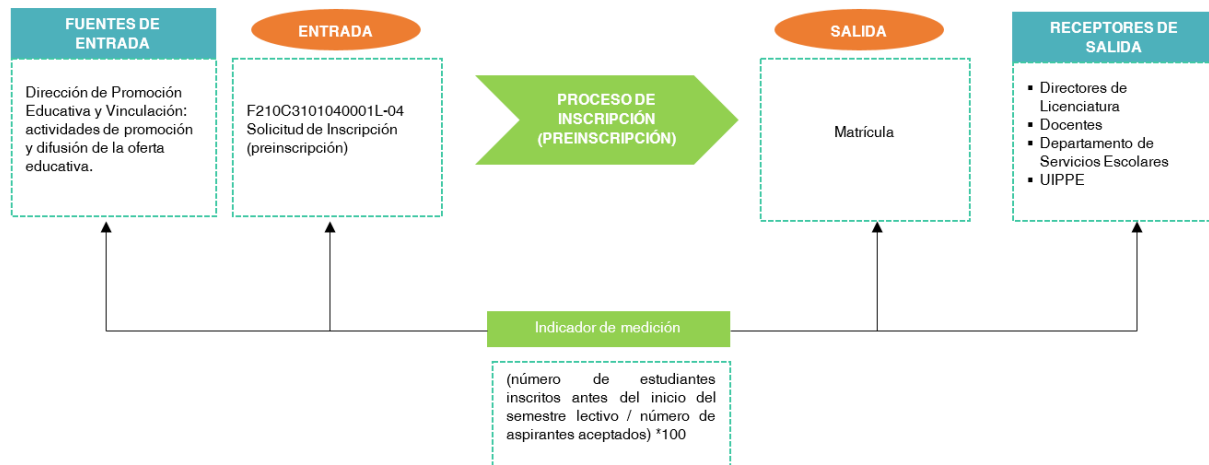 FUENTES DE
ENTRADA
Dirección de Promoción
Educativa y Vinculación:
actividades de promoción
y difusión de la oferta
educativa.
ENTRADA
F210C3101040001L-04
Solicitud de Inscripción
(preinscripción)
PROCESO DE
INSCRIPCIÓN
(PREINSCRIPCIÓN)
SALIDA
Matrícula
RECEPTORES DE
SALIDA
▪ Directores de
Licenciatura
▪ Docentes
▪ Departamento de
Servicios Escolares
▪ UIPPE
Indicador de medición
(número de estudiantes
inscritos antes del inicio del
semestre lectivo / número de
aspirantes aceptados) *100